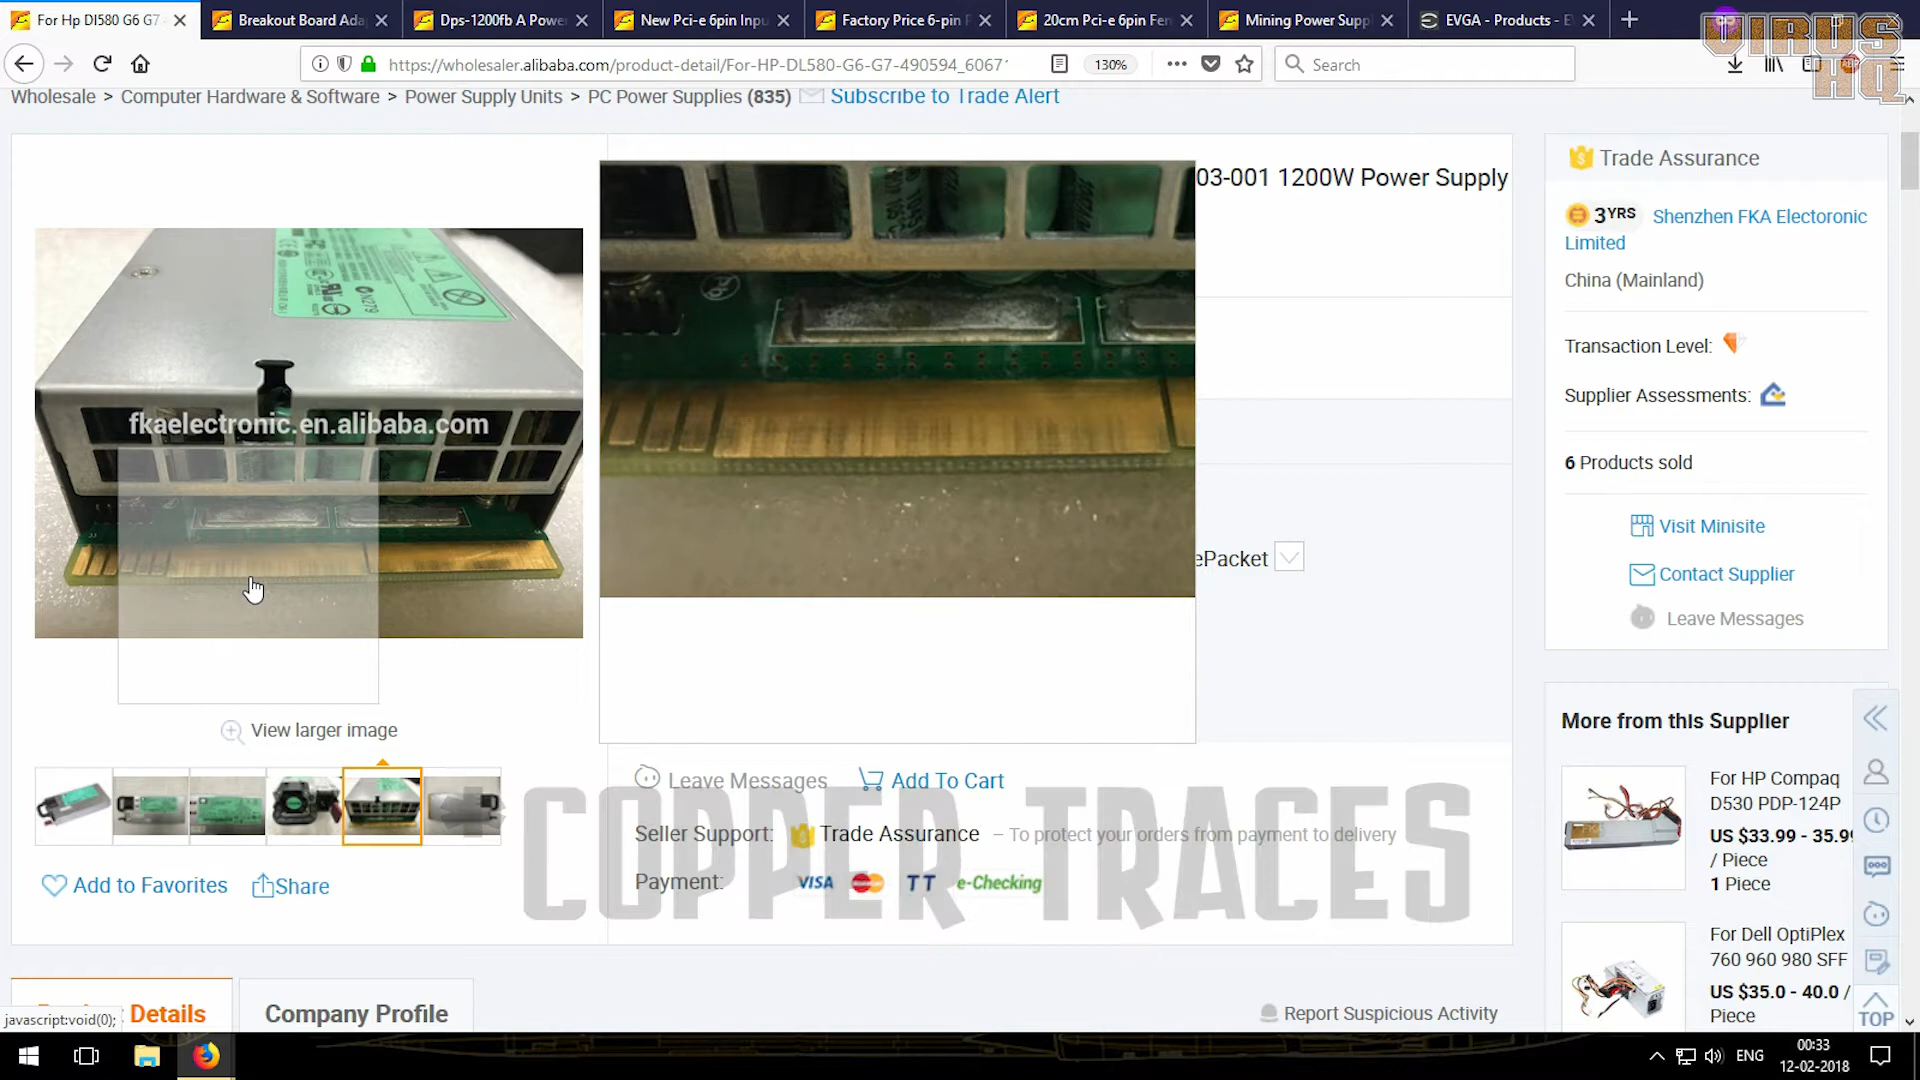 For Hp Dl580 G6 G7
Breakout Board Ada
Dps-1200fb A Power
New Pci-e 6pin Inpu
Factory Price 6-pin F
20cm Pci-e 6pin Fem
Mining Power Supp
EVGA - Products - E
VIRUS HQ
https://wholesaler.alibaba.com/product-detail/For-HP-DL580-G6-G7-490594_60671
130%
Search
Wholesale > Computer Hardware & Software > Power Supply Units > PC Power Supplies (835) Subscribe to Trade Alert
03-001 1200W Power Supply
fkaelectronic.en.alibaba.com
N279
ePacket
View larger image
Leave Messages Add To Cart
Seller Support: Trade Assurance – To protect your orders from payment to delivery
Payment: VISA TT e-Checking
COPPER TRACES
Add to Favorites Share
Details
Company Profile
Report Suspicious Activity
javascript:void(0);
Trade Assurance
3YRS Shenzhen FKA Electoronic
Limited
China (Mainland)
Transaction Level:
Supplier Assessments:
6 Products sold
Visit Minisite
Contact Supplier
Leave Messages
More from this Supplier
For HP Compaq
D530 PDP-124P
US $33.99 - 35.99
/ Piece
1 Piece
For Dell OptiPlex
760 960 980 SFF
US $35.0 - 40.0 /
Piece
TOP
ENG
00:33
12-02-2018